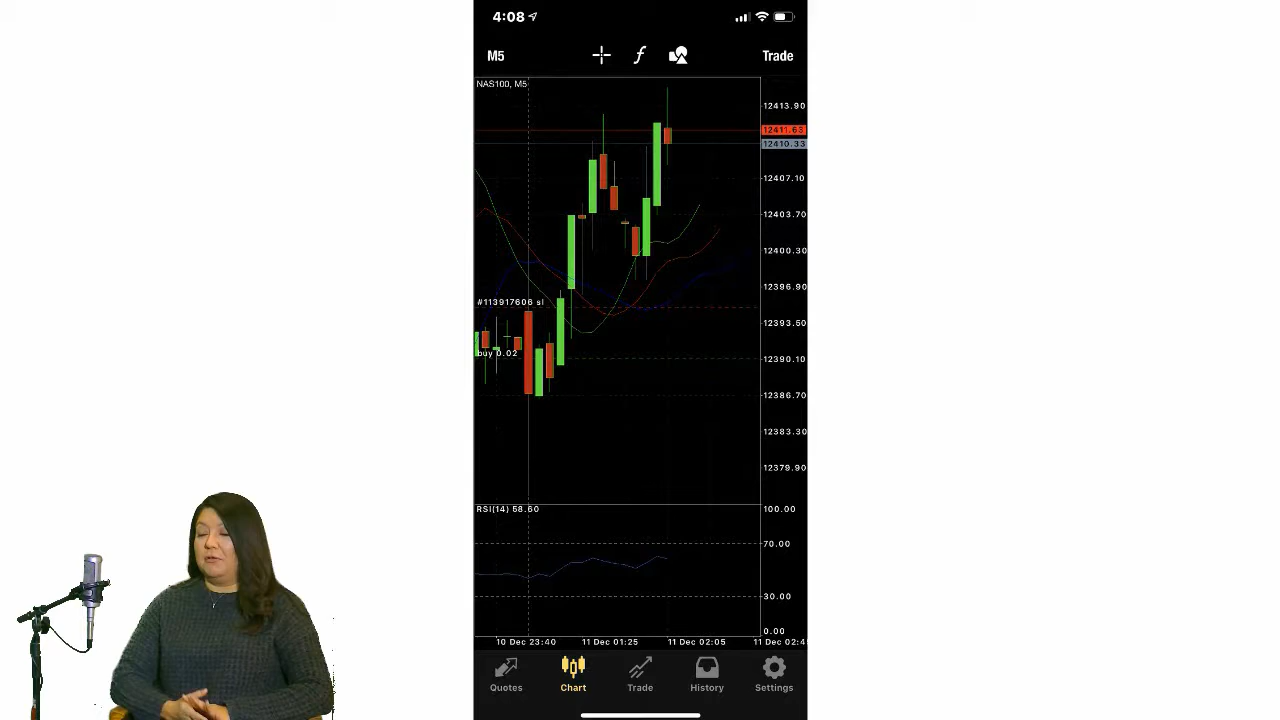 4:08
M5 Trade
NAS100, M5
12413.90
12411.63
12410.33
12407.10
12403.70
12400.30
12396.90
#113917606 sl
12393.50
buy 0.02
12390.10
12386.70
12383.30
12379.90
RSI(14) 58.60
100.00
70.00
30.00
0.00
10 Dec 23:40 11 Dec 01:25 11 Dec 02:05 11 Dec 02:4
Quotes Chart Trade History Settings